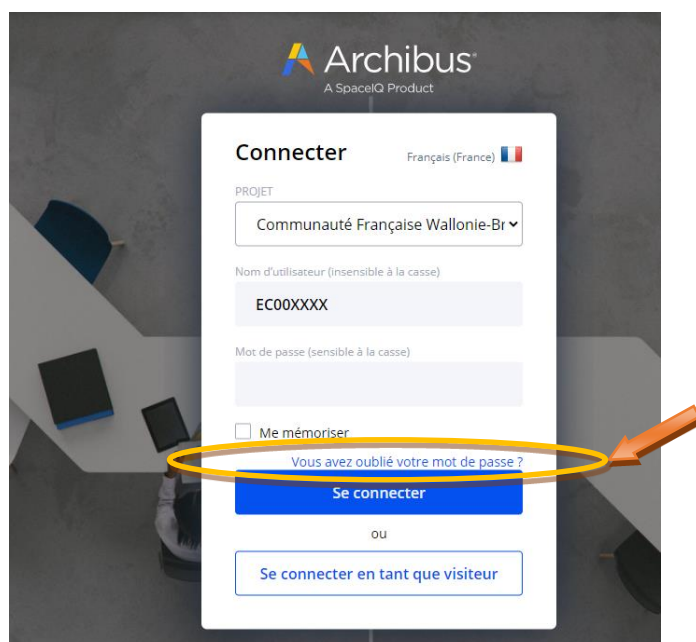 Archibus
A SpaceIQ Product
Connecter
Français (France)
PROJET
Communauté Française Wallonie-Br
Nom d'utilisateur (insensible à la casse)
EC00XXXX
Mot de passe (sensible à la casse)
Me mémoriser
Vous avez oublié votre mot de passe ?
Se connecter
ou
Se connecter en tant que visiteur